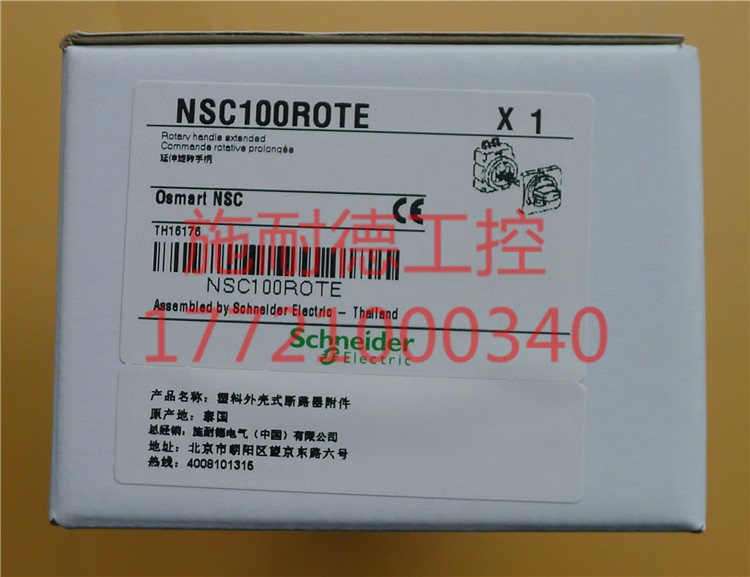 NSC100ROTE X 1
Rotary handle extended
Commande rotative prolongée
延伸旋转手柄
Osmart NSC
CE
TH16176
施耐德工控
NSC100ROTE
Assembled by Schneider Electric - Thailand
17721000340
Schneider
Electric
产品名称: 塑料外壳式断路器附件
原产地: 泰国
总经销: 施耐德电气(中国)有限公司
地址: 北京市朝阳区望京东路六号
热线: 4008101315